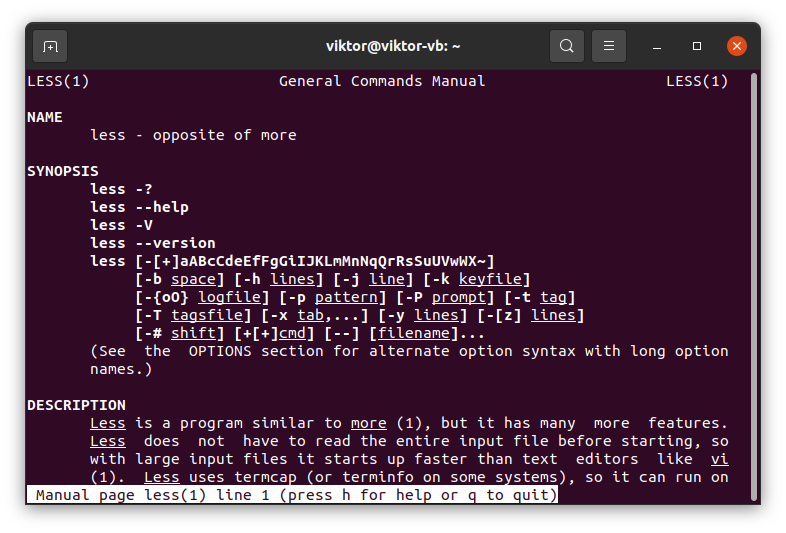 viktor@viktor-vb: ~
LESS(1) General Commands Manual LESS(1)
NAME
less - opposite of more
SYNOPSIS
less -?
less --help
less -V
less --version
less [-[+]aABcCdeEfFgGiIJKLmMnNqQrRsSuUVwWX~]
[-b space] [-h lines] [-j line] [-k keyfile]
[-{oO} logfile] [-p pattern] [-P prompt] [-t tag]
[-T tagsfile] [-x tab,...] [-y lines] [-[z] lines]
[-# shift] [+[+]cmd] [--] [filename]...
(See the OPTIONS section for alternate option syntax with long option
names.)
DESCRIPTION
Less is a program similar to more (1), but it has many more features.
Less does not have to read the entire input file before starting, so
with large input files it starts up faster than text editors like vi
(1). Less uses termcap (or terminfo on some systems), so it can run on
Manual page less(1) line 1 (press h for help or q to quit)